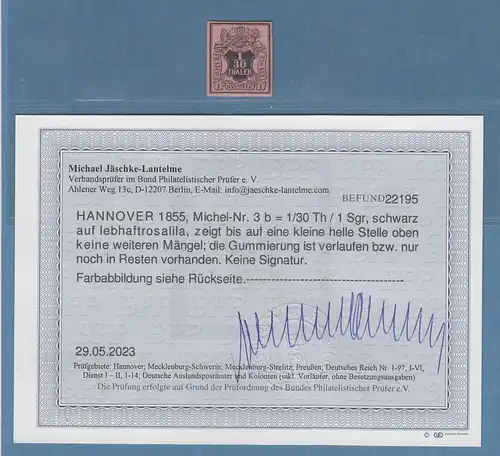 1
30
THALER
Michael Jäschke-Lantelme
Verbandsprüfer im Bund Philatelistischer Prüfer e. V.
Ahlener Weg 13c, D-12207 Berlin, E-Mail: info@jaeschke-lantelme.com
BEFUND 22195
HANNOVER 1855, Michel-Nr. 3 b = 1/30 Th / 1 Sgr, schwarz
auf lebhaftrosalila, zeigt bis auf eine kleine helle Stelle oben
keine weiteren Mängel; die Gummierung ist verlaufen bzw. nur
noch in Resten vorhanden. Keine Signatur.
Farbabbildung siehe Rückseite.---------------------------------
29.05.2023
Prüfgebiete: Hannover; Mecklenburg-Schwerin; Mecklenburg-Strelitz, Preußen; Deutsches Reich Nr. 1-97, I-VI,
Dienst I – II, 1-14; Deutsche Auslandspostämter und Kolonien (inkl. Vorläufer, ohne Besetzungsausgaben)
Die Prüfung erfolgte auf Grund der Prüfordnung des Bundes Philatelistischer Prüfer e.V.